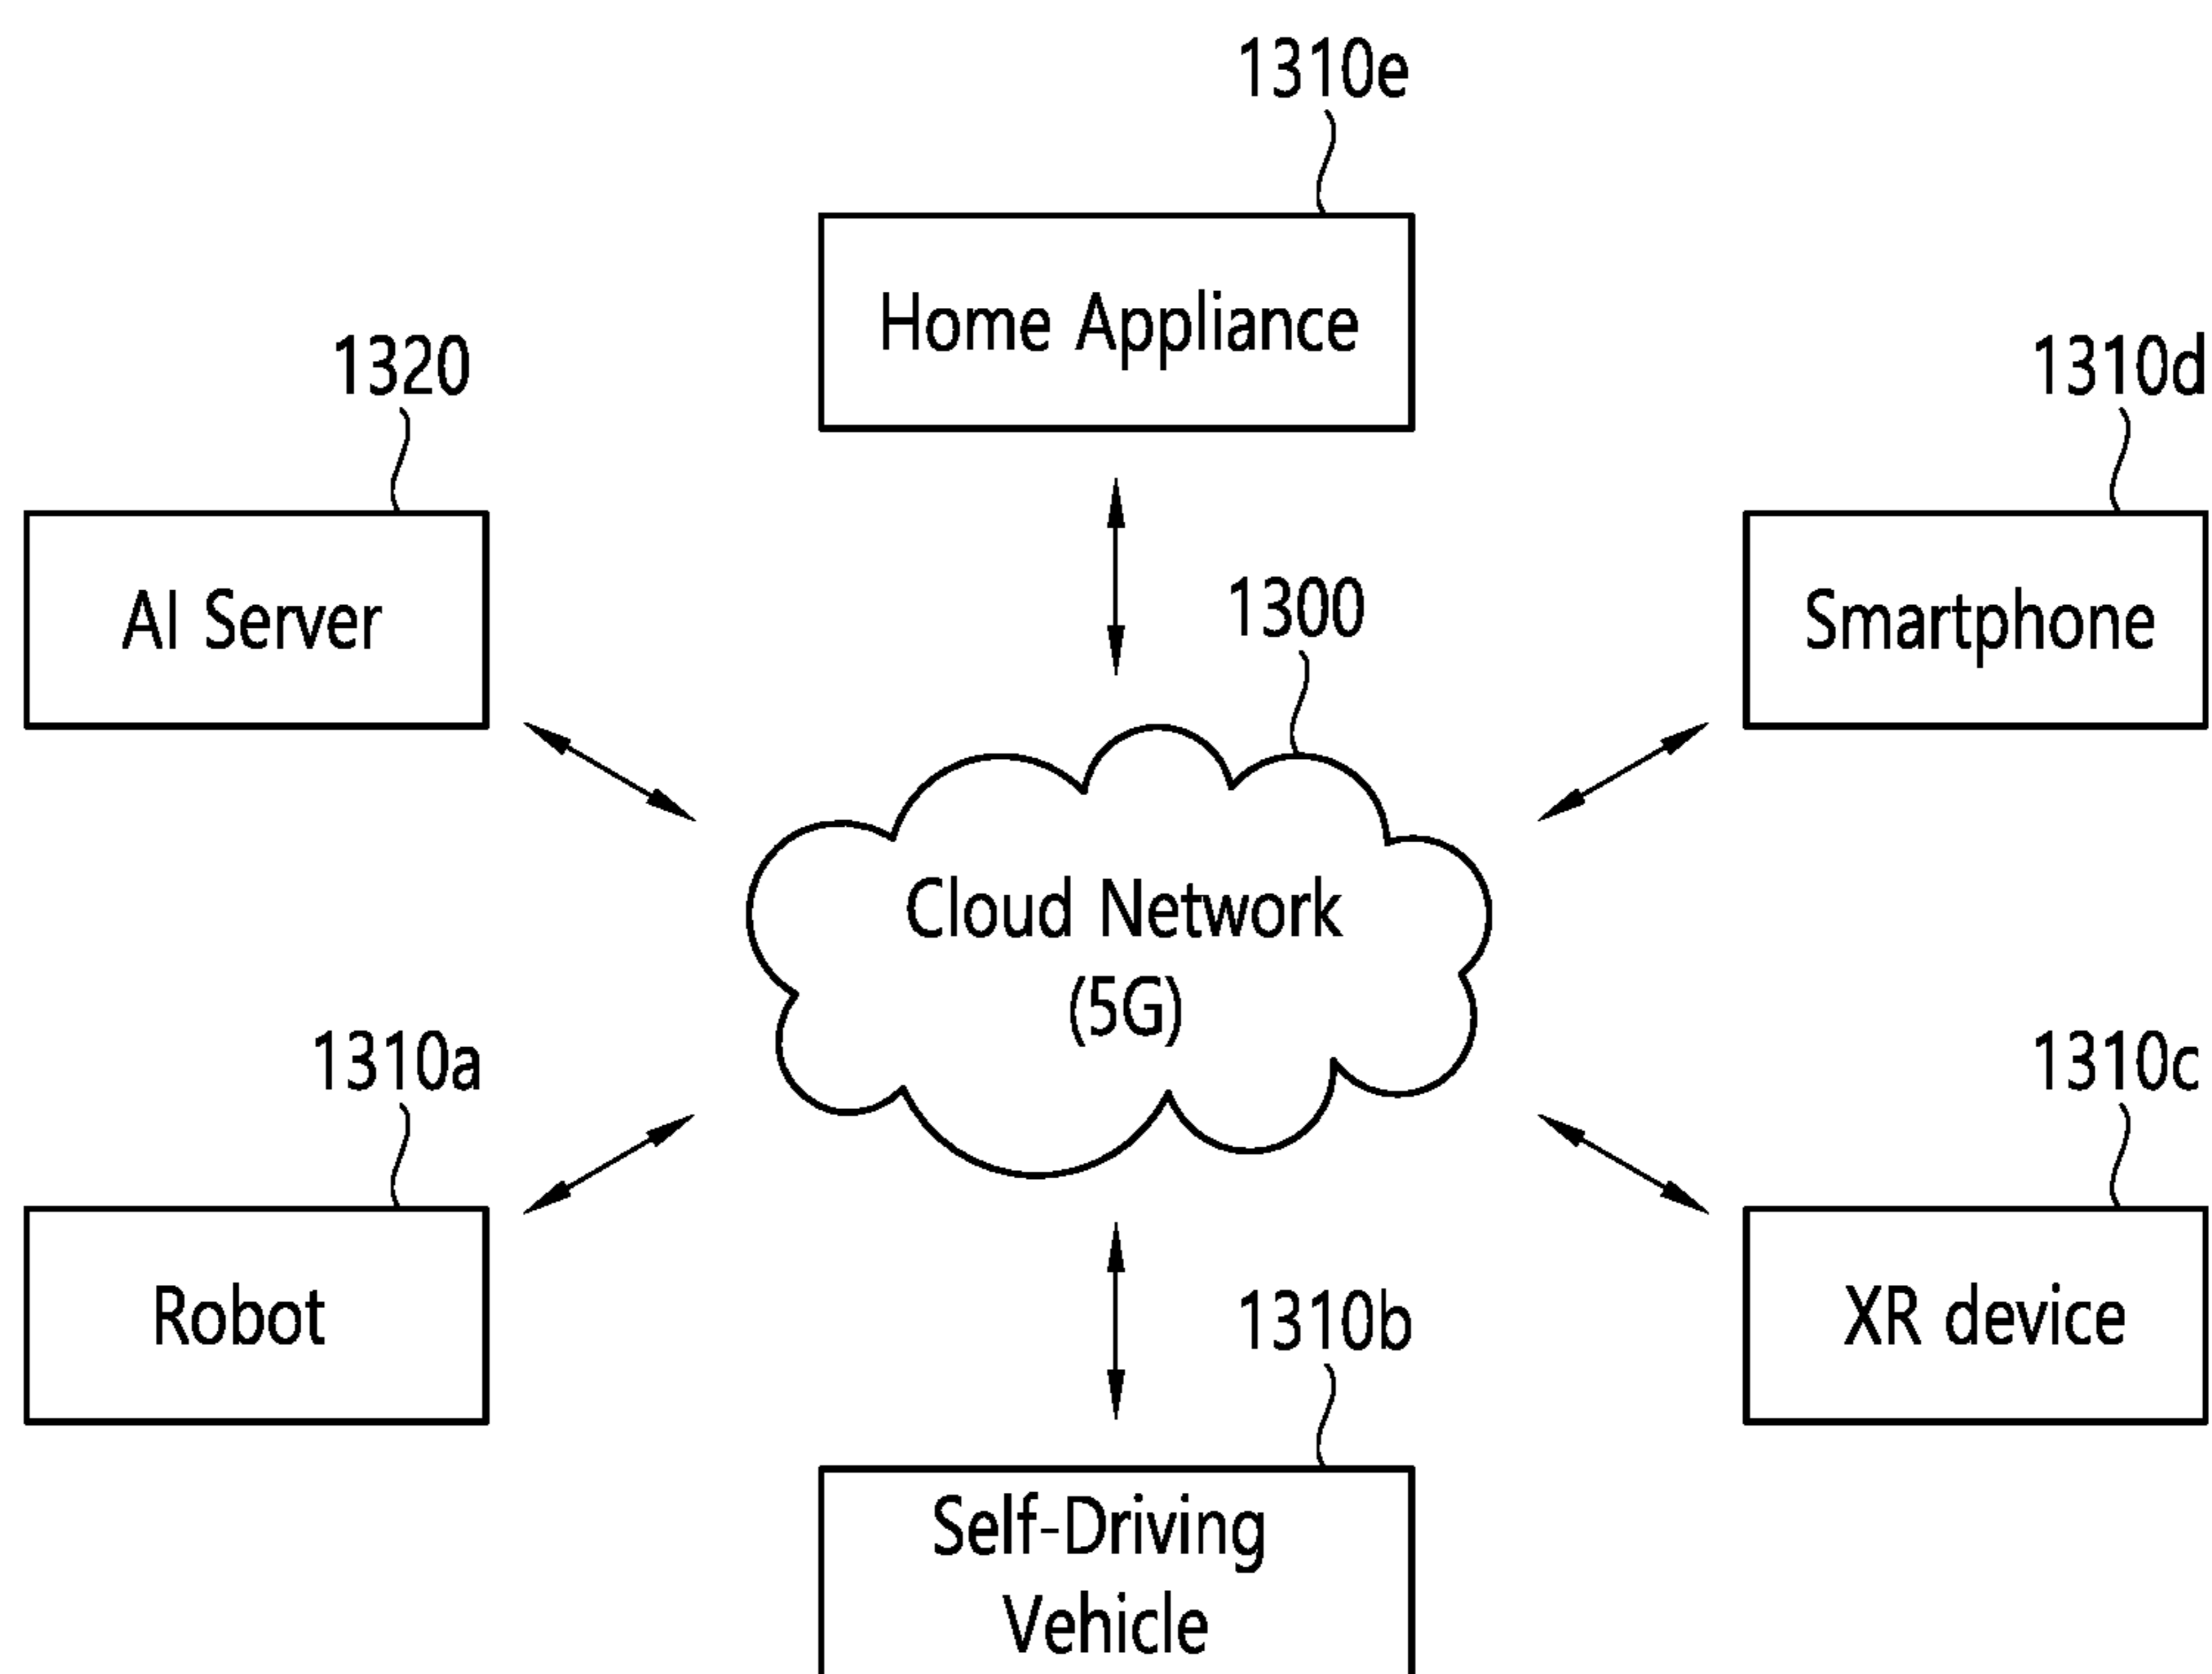 1310e
Home Appliance
1320
1310d
AI Server
1300
Smartphone
Cloud Network
(5G)
1310a
1310c
Robot
1310b
XR device
Self-Driving
Vehicle